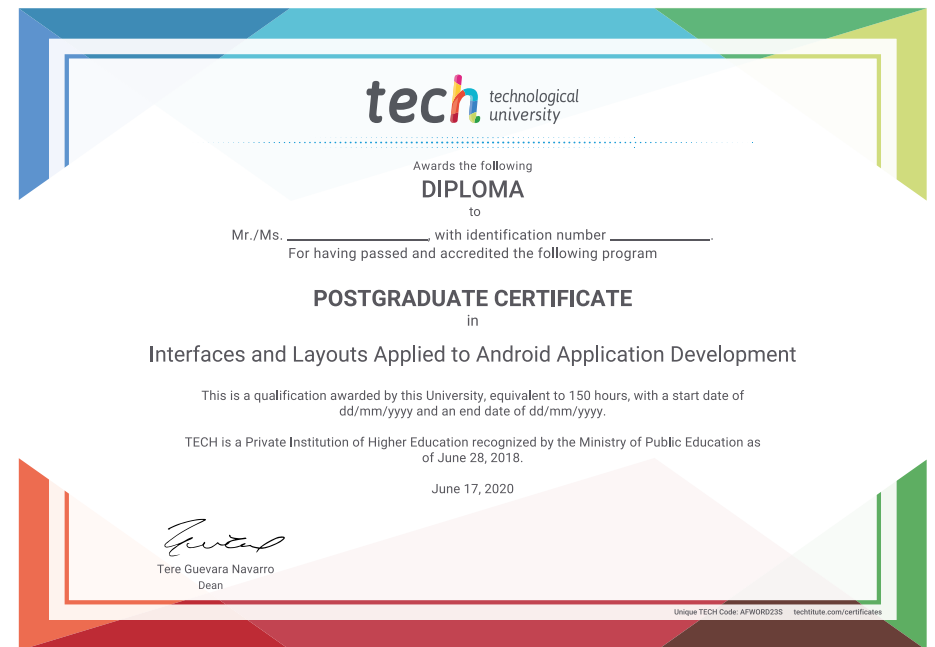 tech technological
university
Awards the following
DIPLOMA
to
Mr./Ms. ____________, with identification number ____________.
For having passed and accredited the following program
POSTGRADUATE CERTIFICATE
in
Interfaces and Layouts Applied to Android Application Development
This is a qualification awarded by this University, equivalent to 150 hours, with a start date of
dd/mm/yyyy and an end date of dd/mm/yyyy.
TECH is a Private Institution of Higher Education recognized by the Ministry of Public Education as
of June 28, 2018.
June 17, 2020
Tere Guevara Navarro
Dean
Unique TECH Code: AFWORD23S techtitute.com/certificates